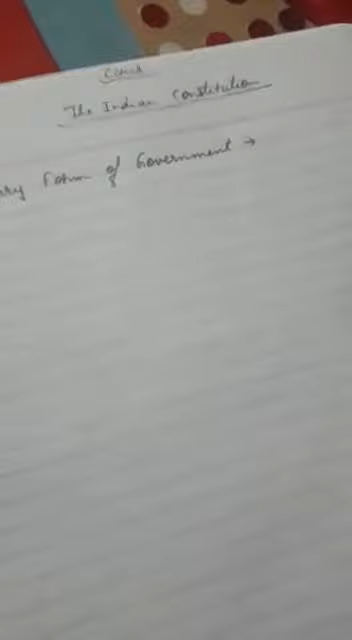 The Indian Constitution
Form of Government →